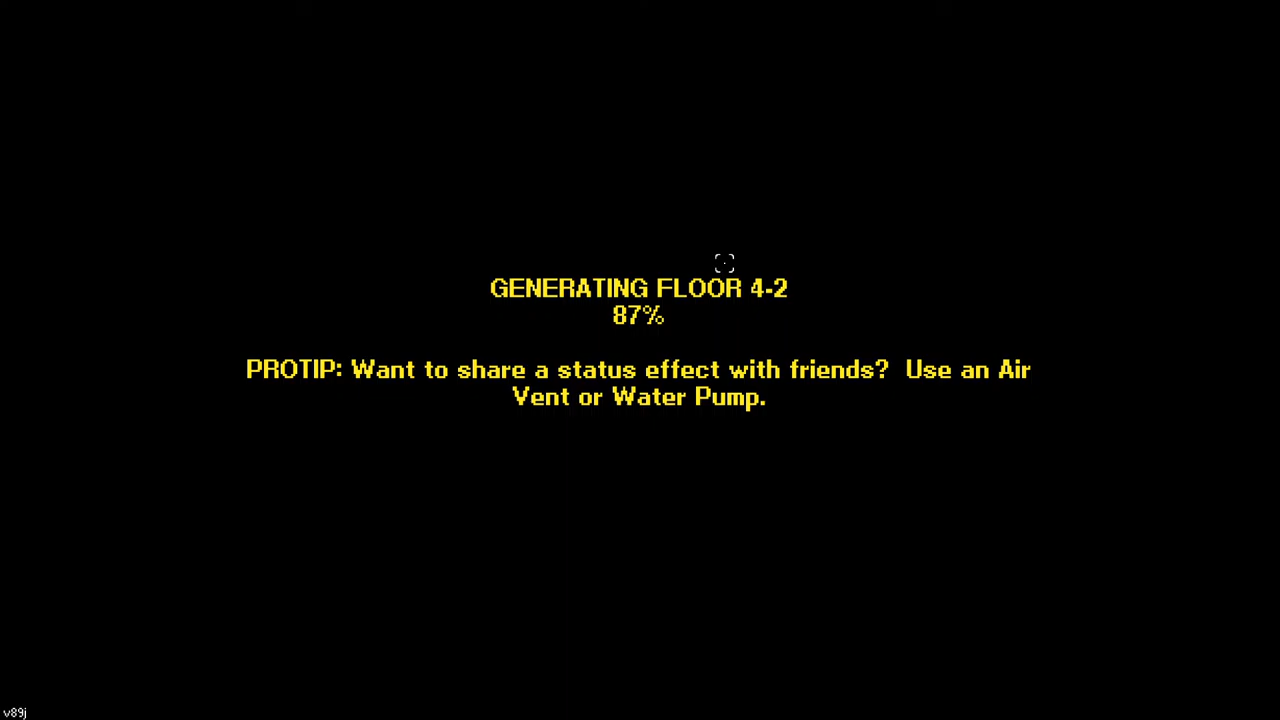 GENERATING FLOOR 4-2
87%
PROTIP: Want to share a status effect with friends?  Use an Air
Vent or Water Pump.
v89j